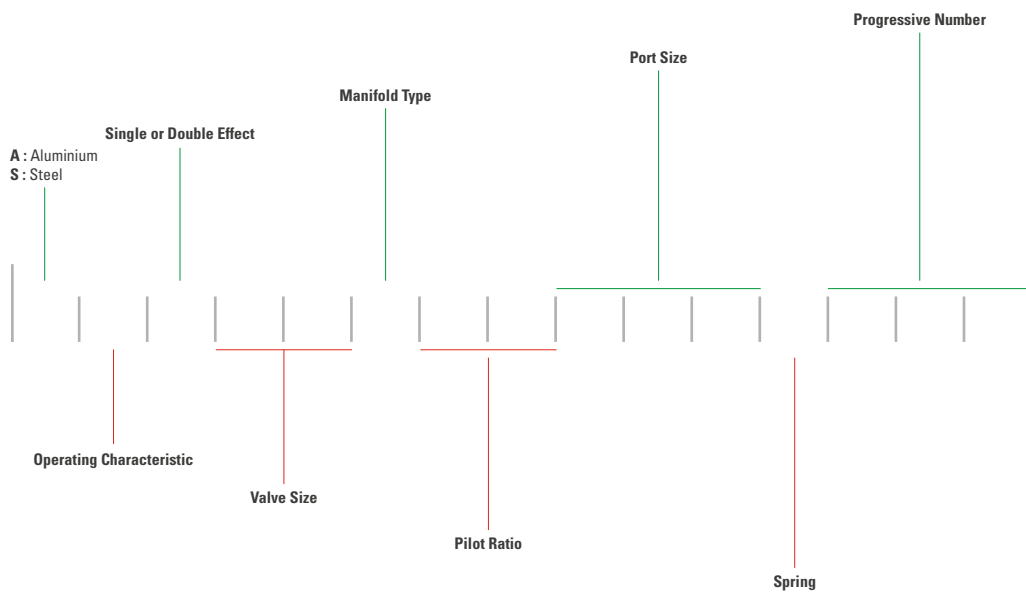 Progressive Number
Port Size
Manifold Type
Single or Double Effect
A : Aluminium
S : Steel
Operating Characteristic
Valve Size
Pilot Ratio
Spring